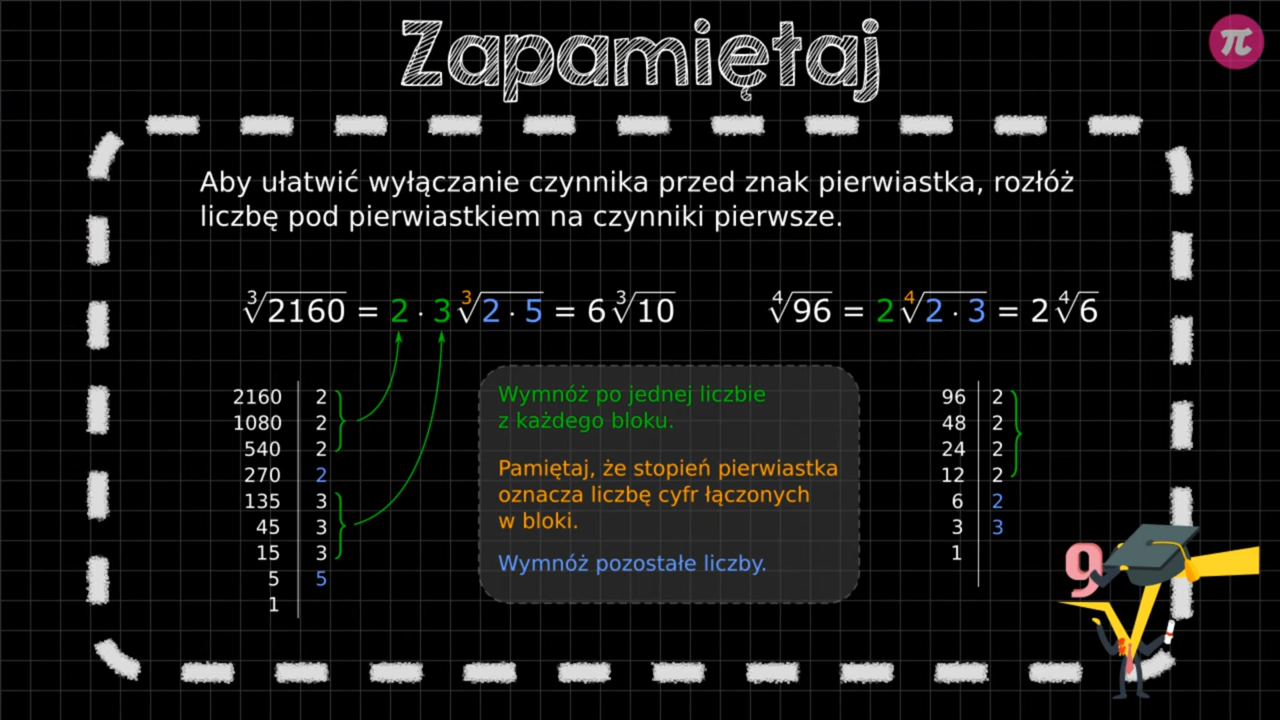 Zapamiętaj
π
Aby ułatwić wyłączanie czynnika przed znak pierwiastka, rozłóż
liczbę pod pierwiastkiem na czynniki pierwsze.
∛2160 = 2 · 3 ∛2 · 5 = 6 ∛10
∜96 = 2 ∜2 · 3 = 2 ∜6
2160 | 2
1080 | 2
540 | 2
270 | 2
135 | 3
45 | 3
15 | 3
5 | 5
1 |
Wymnóż po jednej liczbie
z każdego bloku.
Pamiętaj, że stopień pierwiastka
oznacza liczbę cyfr łączonych
w bloki.
Wymnóż pozostałe liczby.
96 | 2
48 | 2
24 | 2
12 | 2
6 | 2
3 | 3
1 |
9